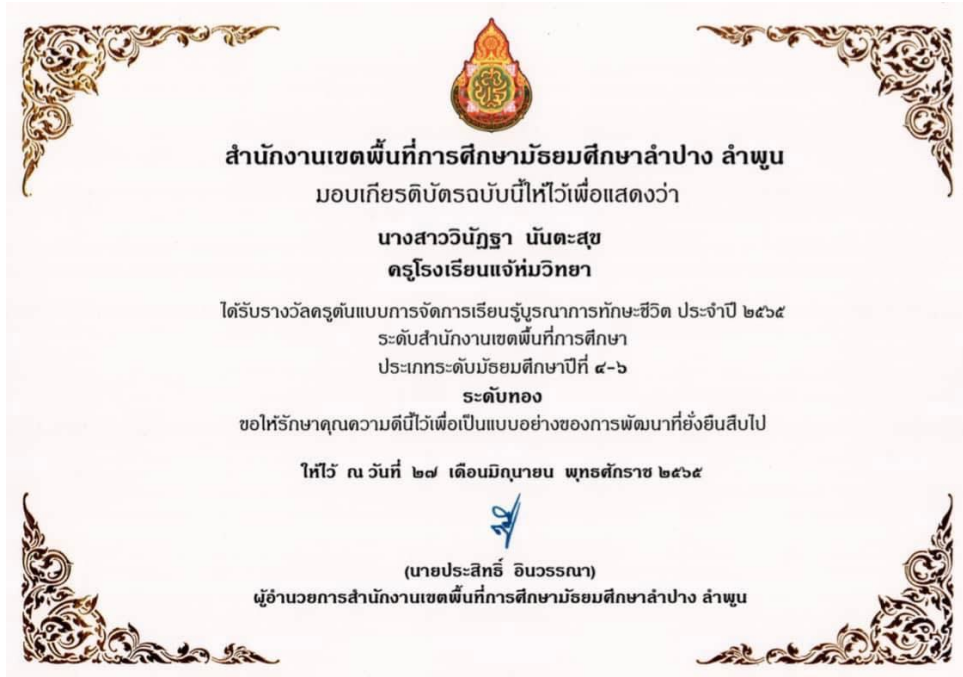 สำนักงานเขตพื้นที่การศึกษามัธยมศึกษาลำปาง ลำพูน
มอบเกียรติบัตรฉบับนี้ให้ไว้เพื่อแสดงว่า
นางสาววินัฏฐา นันตะสุข
ครูโรงเรียนแจ้ห่มวิทยา
ได้รับรางวัลครูต้นแบบการจัดการเรียนรู้บูรณาการทักษะชีวิต ประจำปี ๒๕๖๕
ระดับสำนักงานเขตพื้นที่การศึกษา
ประเภทระดับมัธยมศึกษาปีที่ ๔-๖
ระดับทอง
ขอให้รักษาคุณความดีนี้ไว้เพื่อเป็นแบบอย่างของการพัฒนาที่ยั่งยืนสืบไป
ให้ไว้ ณ วันที่ ๒๗ เดือนมิถุนายน พุทธศักราช ๒๕๖๕
(นายประสิทธิ์ อินวรรณา)
ผู้อำนวยการสำนักงานเขตพื้นที่การศึกษามัธยมศึกษาลำปาง ลำพูน